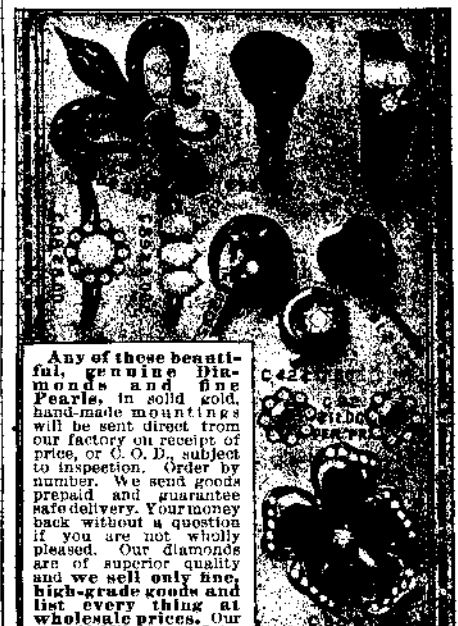 Any of these beauti-
ful, genuine Dia-
monds and fine
Pearls, in solid gold,
hand-made mountings
will be sent direct from
our factory on receipt of
price, or C. O. D., subject
to inspection. Order by
number. We send goods
prepaid and guarantee
safe delivery. Your money
back without a question
if you are not wholly
pleased. Our diamonds
are of superior quality
and we sell only fine,
high-grade goods and
list every thing at
wholesale prices. Our